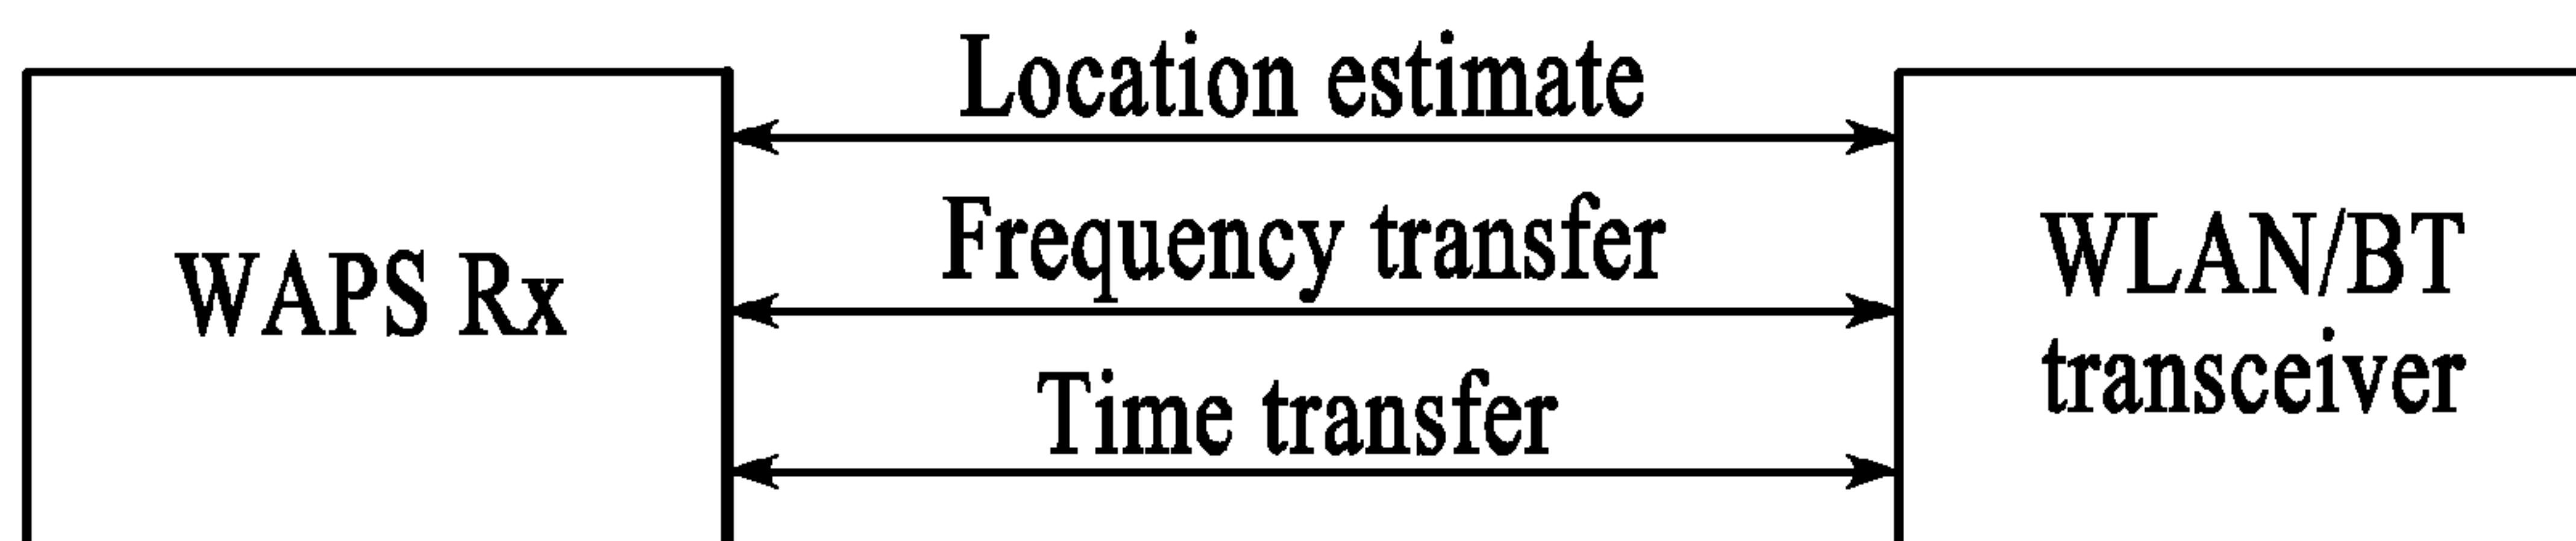 Location estimate
Frequency transfer
Time transfer
WAPS Rx
WLAN/BT
transceiver